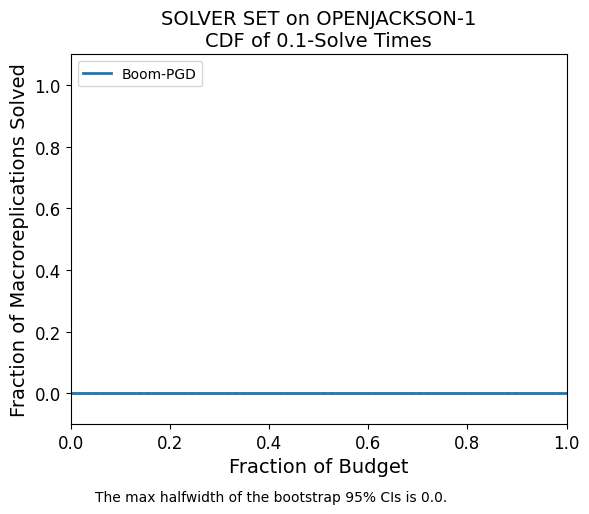 SOLVER SET on OPENJACKSON-1
CDF of 0.1-Solve Times
Boom-PGD
Fraction of Macroreplications Solved
1.0
0.8
0.6
0.4
0.2
0.0
0.0 0.2 0.4 0.6 0.8 1.0
Fraction of Budget
The max halfwidth of the bootstrap 95% CIs is 0.0.